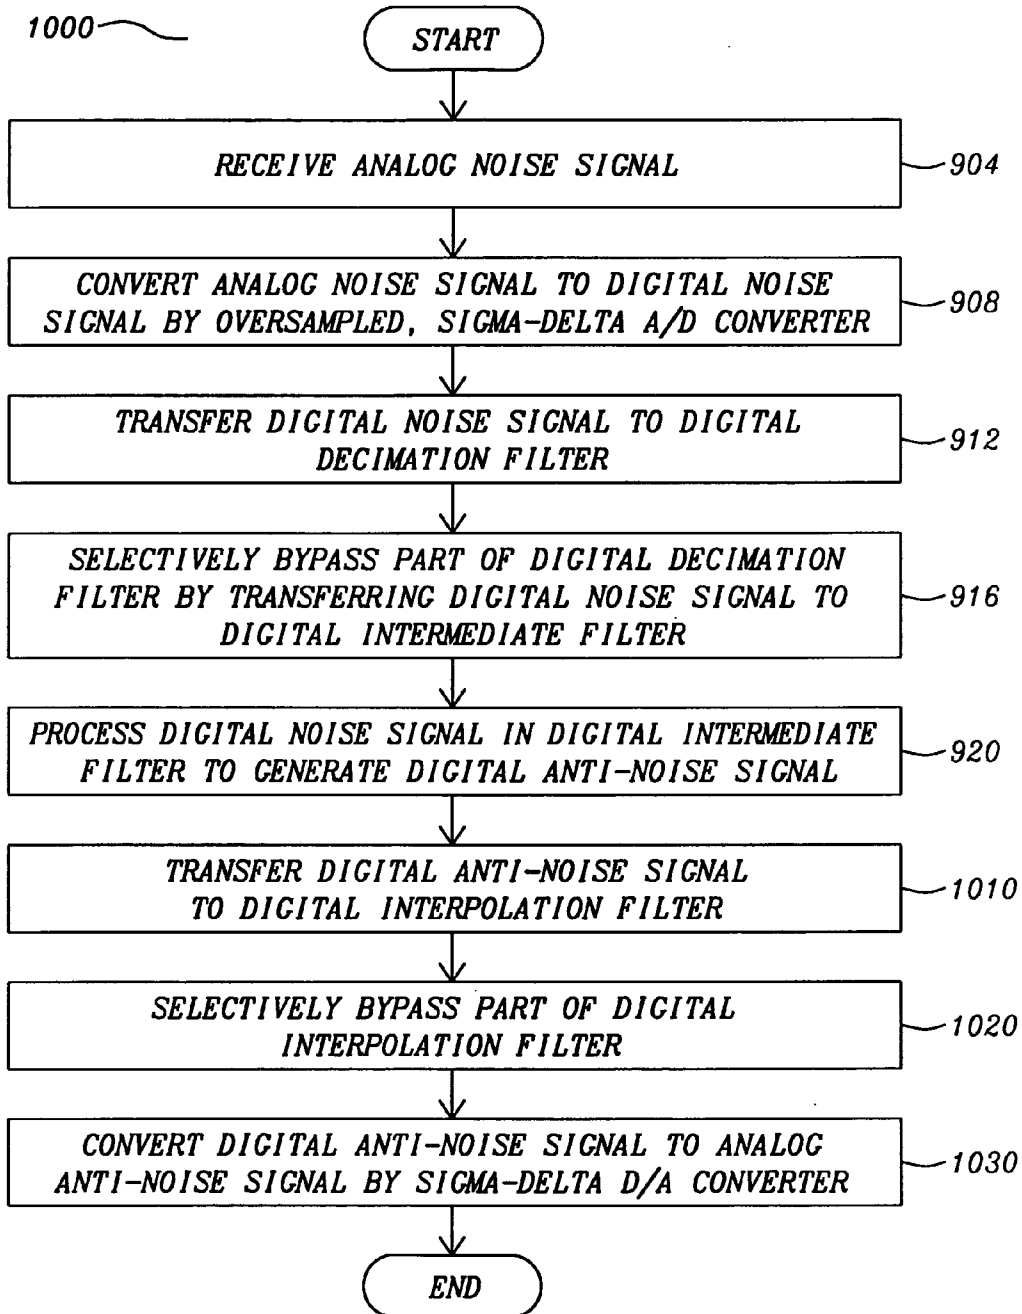 1000
START
RECEIVE ANALOG NOISE SIGNAL
904
CONVERT ANALOG NOISE SIGNAL TO DIGITAL NOISE
SIGNAL BY OVERSAMPLED, SIGMA-DELTA A/D CONVERTER
908
TRANSFER DIGITAL NOISE SIGNAL TO DIGITAL
DECIMATION FILTER
912
SELECTIVELY BYPASS PART OF DIGITAL DECIMATION
FILTER BY TRANSFERRING DIGITAL NOISE SIGNAL TO
DIGITAL INTERMEDIATE FILTER
916
PROCESS DIGITAL NOISE SIGNAL IN DIGITAL INTERMEDIATE
FILTER TO GENERATE DIGITAL ANTI-NOISE SIGNAL
920
TRANSFER DIGITAL ANTI-NOISE SIGNAL
TO DIGITAL INTERPOLATION FILTER
1010
SELECTIVELY BYPASS PART OF DIGITAL
INTERPOLATION FILTER
1020
CONVERT DIGITAL ANTI-NOISE SIGNAL TO ANALOG
ANTI-NOISE SIGNAL BY SIGMA-DELTA D/A CONVERTER
1030
END